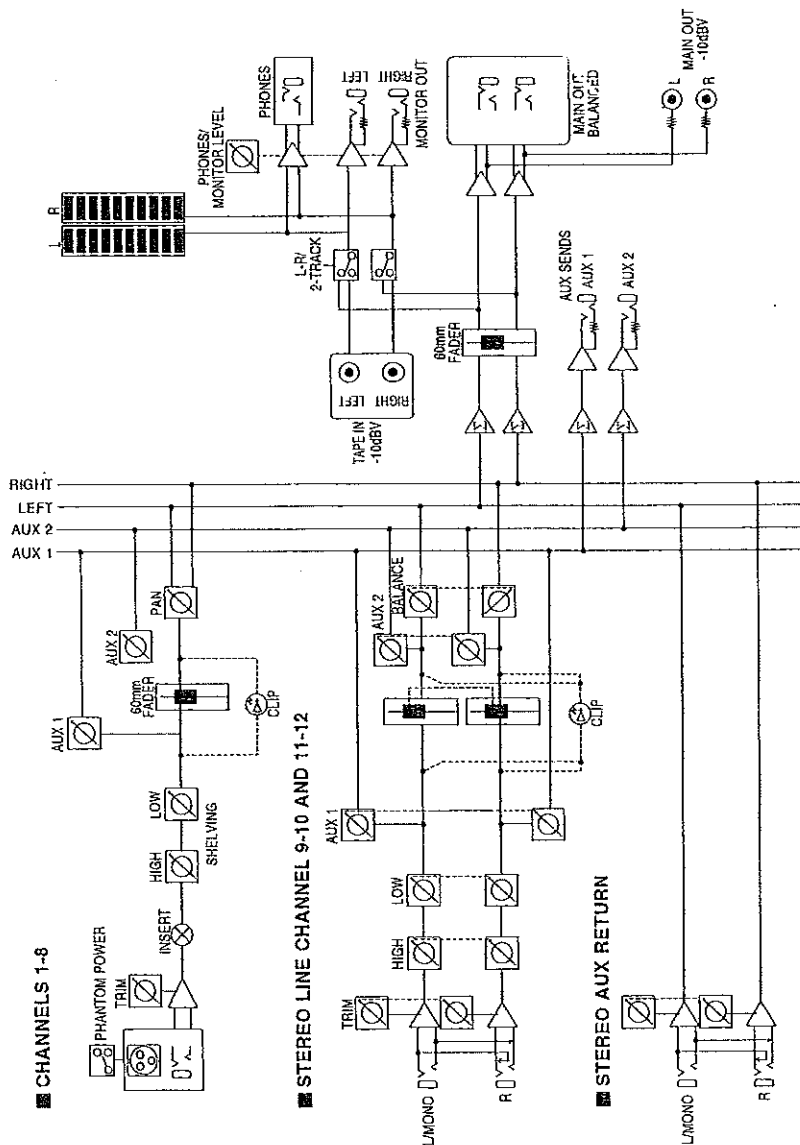 ■ CHANNELS 1-8
PHANTOM POWER
TRIM
INSERT
HIGH
LOW
SHELVING
AUX 1
60mm
FADER
CLIP
AUX 2
PAN
■ STEREO LINE CHANNEL 9-10 AND 11-12
L/MONO
R
TRIM
HIGH
LOW
AUX 1
CLIP
AUX 2
BALANCE
■ STEREO AUX RETURN
L/MONO
R
RIGHT
LEFT
AUX 2
AUX 1
TAPE IN
-10dBV
LEFT
RIGHT
L-R/
2-TRACK
60mm
FADER
L
R
PHONES/
MONITOR LEVEL
PHONES
LEFT
RIGHT
MONITOR OUT
MAIN OUT
BALANCED
L
R
MAIN OUT
-10dBV
AUX SENDS
AUX 1
AUX 2